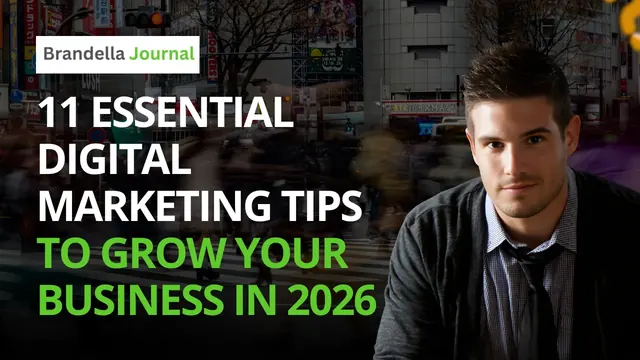 Brandella Journal
11 ESSENTIAL
DIGITAL
MARKETING TIPS
TO GROW YOUR
BUSINESS IN 2026